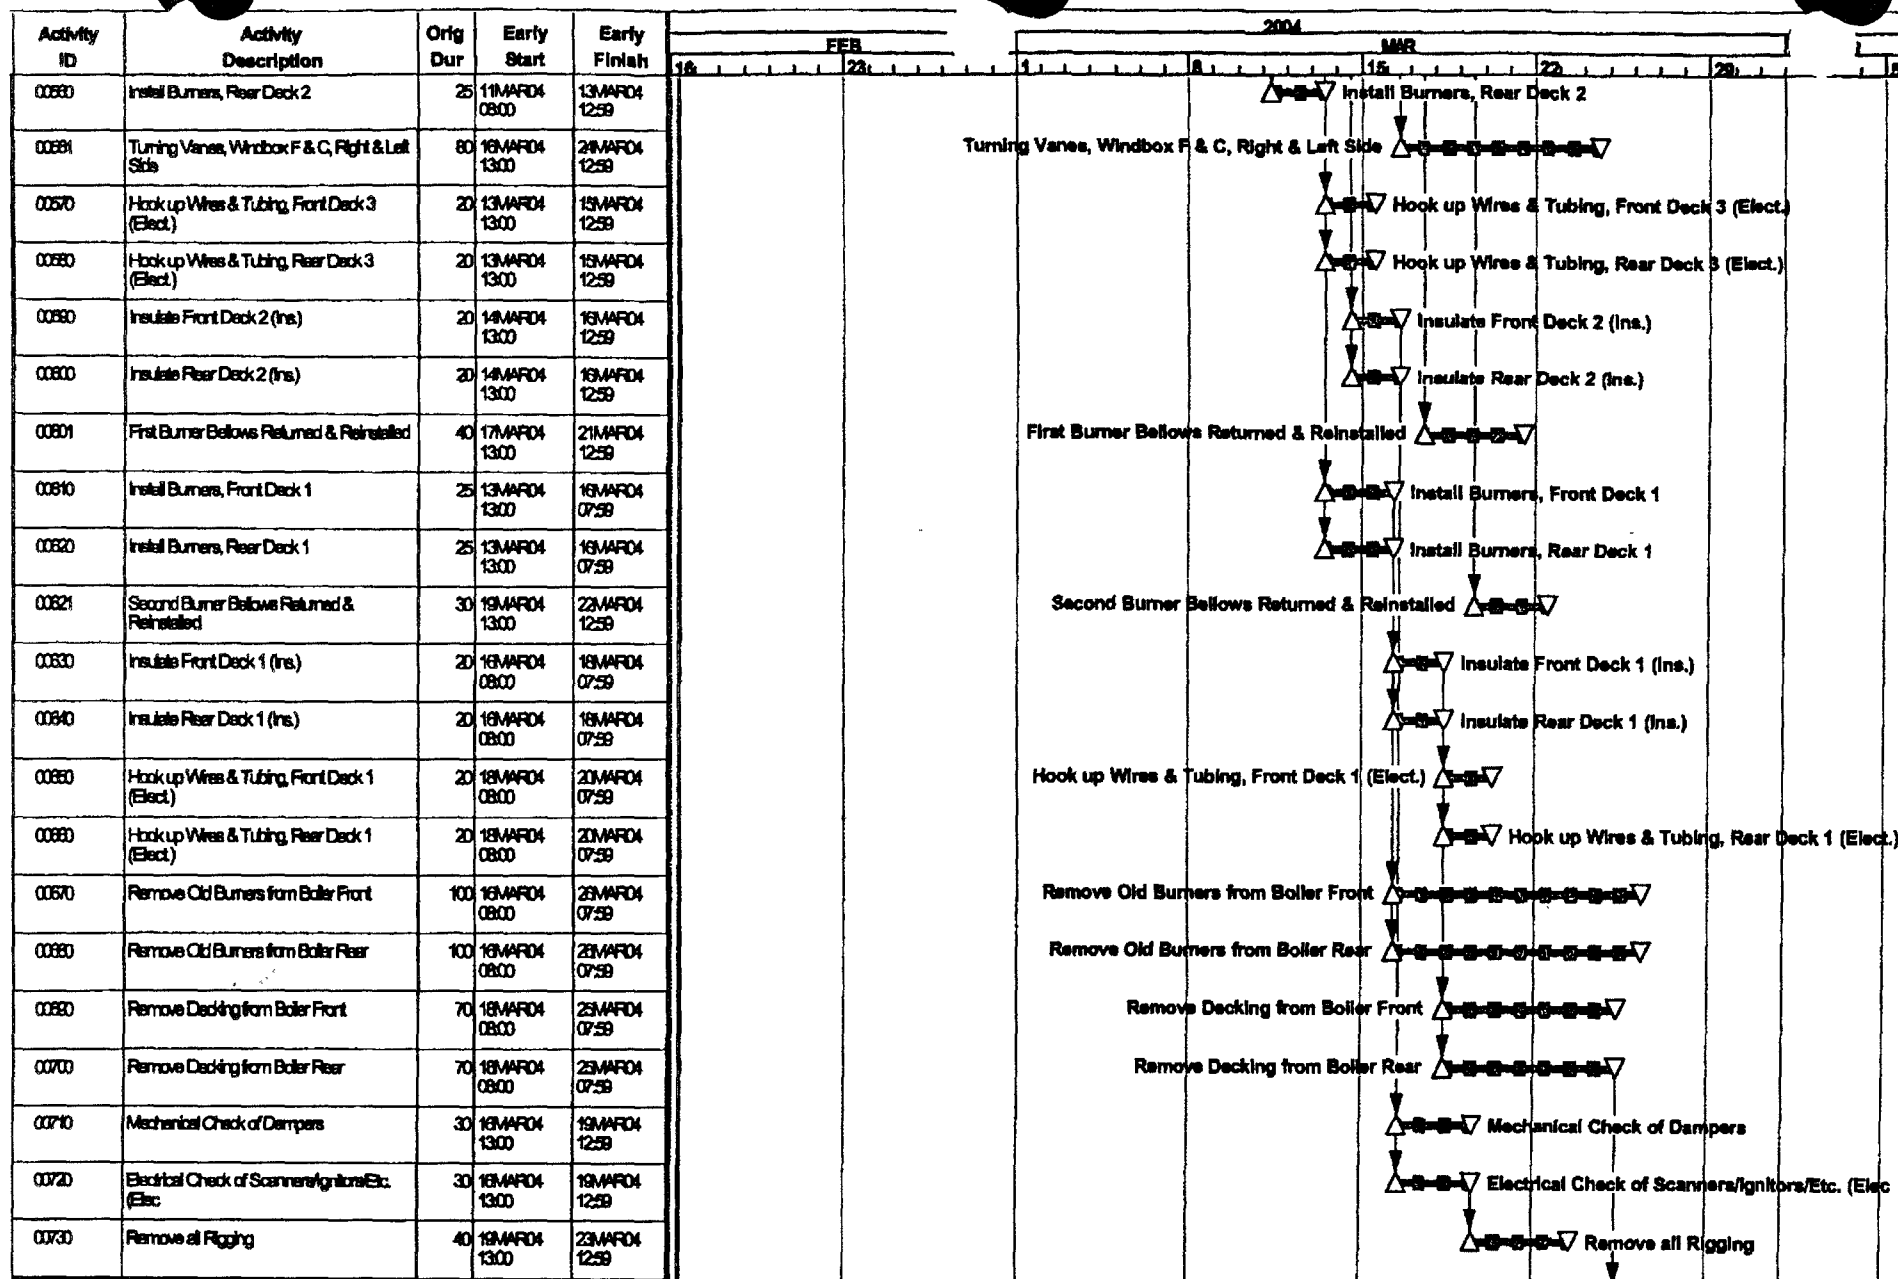 Activity ID Activity Description Orig Dur Early Start Early Finish
2004
FEB MAR
16 23 1 8 15 22 29
00560 Install Burners, Rear Deck 2 25 11MAR04 08:00 13MAR04 12:59 Install Burners, Rear Deck 2
00561 Turning Vanes, Windbox F & C, Right & Left Side 80 16MAR04 13:00 24MAR04 12:59 Turning Vanes, Windbox F & C, Right & Left Side
00570 Hook up Wires & Tubing, Front Deck 3 (Elect.) 20 13MAR04 13:00 15MAR04 12:59 Hook up Wires & Tubing, Front Deck 3 (Elect.)
00580 Hook up Wires & Tubing, Rear Deck 3 (Elect.) 20 13MAR04 13:00 15MAR04 12:59 Hook up Wires & Tubing, Rear Deck 3 (Elect.)
00590 Insulate Front Deck 2 (Ins.) 20 14MAR04 13:00 16MAR04 12:59 Insulate Front Deck 2 (Ins.)
00600 Insulate Rear Deck 2 (Ins.) 20 14MAR04 13:00 16MAR04 12:59 Insulate Rear Deck 2 (Ins.)
00601 First Burner Bellows Returned & Reinstalled 40 17MAR04 13:00 21MAR04 12:59 First Burner Bellows Returned & Reinstalled
00610 Install Burners, Front Deck 1 25 13MAR04 13:00 16MAR04 07:59 Install Burners, Front Deck 1
00620 Install Burners, Rear Deck 1 25 13MAR04 13:00 16MAR04 07:59 Install Burners, Rear Deck 1
00621 Second Burner Bellows Returned & Reinstalled 30 19MAR04 13:00 22MAR04 12:59 Second Burner Bellows Returned & Reinstalled
00630 Insulate Front Deck 1 (Ins.) 20 16MAR04 08:00 18MAR04 07:59 Insulate Front Deck 1 (Ins.)
00640 Insulate Rear Deck 1 (Ins.) 20 16MAR04 08:00 18MAR04 07:59 Insulate Rear Deck 1 (Ins.)
00650 Hook up Wires & Tubing, Front Deck 1 (Elect.) 20 18MAR04 08:00 20MAR04 07:59 Hook up Wires & Tubing, Front Deck 1 (Elect.)
00660 Hook up Wires & Tubing, Rear Deck 1 (Elect.) 20 18MAR04 08:00 20MAR04 07:59 Hook up Wires & Tubing, Rear Deck 1 (Elect.)
00670 Remove Old Burners from Boiler Front 100 16MAR04 08:00 26MAR04 07:59 Remove Old Burners from Boiler Front
00680 Remove Old Burners from Boiler Rear 100 16MAR04 08:00 26MAR04 07:59 Remove Old Burners from Boiler Rear
00690 Remove Decking from Boiler Front 70 18MAR04 08:00 25MAR04 07:59 Remove Decking from Boiler Front
00700 Remove Decking from Boiler Rear 70 18MAR04 08:00 25MAR04 07:59 Remove Decking from Boiler Rear
00710 Mechanical Check of Dampers 30 16MAR04 13:00 19MAR04 12:59 Mechanical Check of Dampers
00720 Electrical Check of Scanners/Ignitors/Etc. (Elec 30 16MAR04 13:00 19MAR04 12:59 Electrical Check of Scanners/Ignitors/Etc. (Elec
00730 Remove all Rigging 40 19MAR04 13:00 23MAR04 12:59 Remove all Rigging